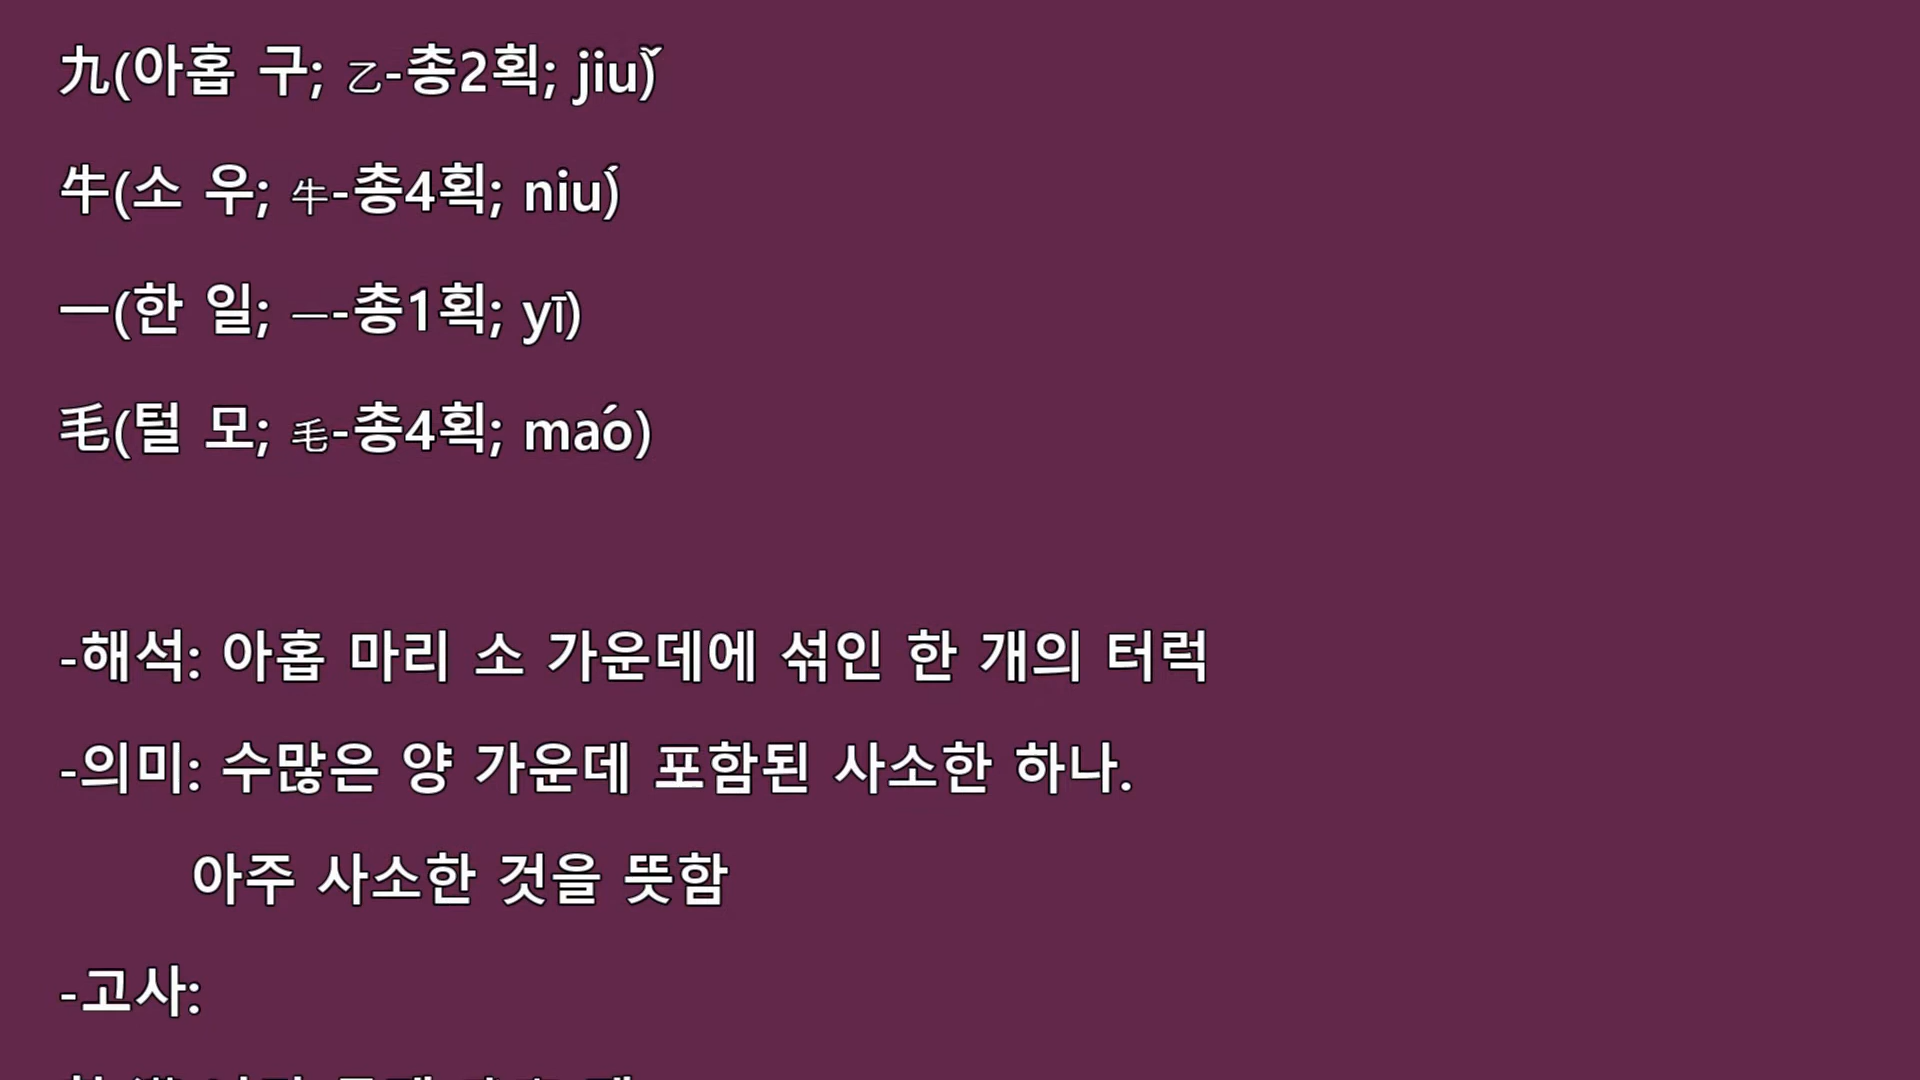 九(아홉 구; 乙-총2획; jiǔ)
牛(소 우; 牛-총4획; niú)
一(한 일; 一-총1획; yī)
毛(털 모; 毛-총4획; maó)
-해석: 아홉 마리 소 가운데에 섞인 한 개의 터럭
-의미: 수많은 양 가운데 포함된 사소한 하나.
아주 사소한 것을 뜻함
-고사: